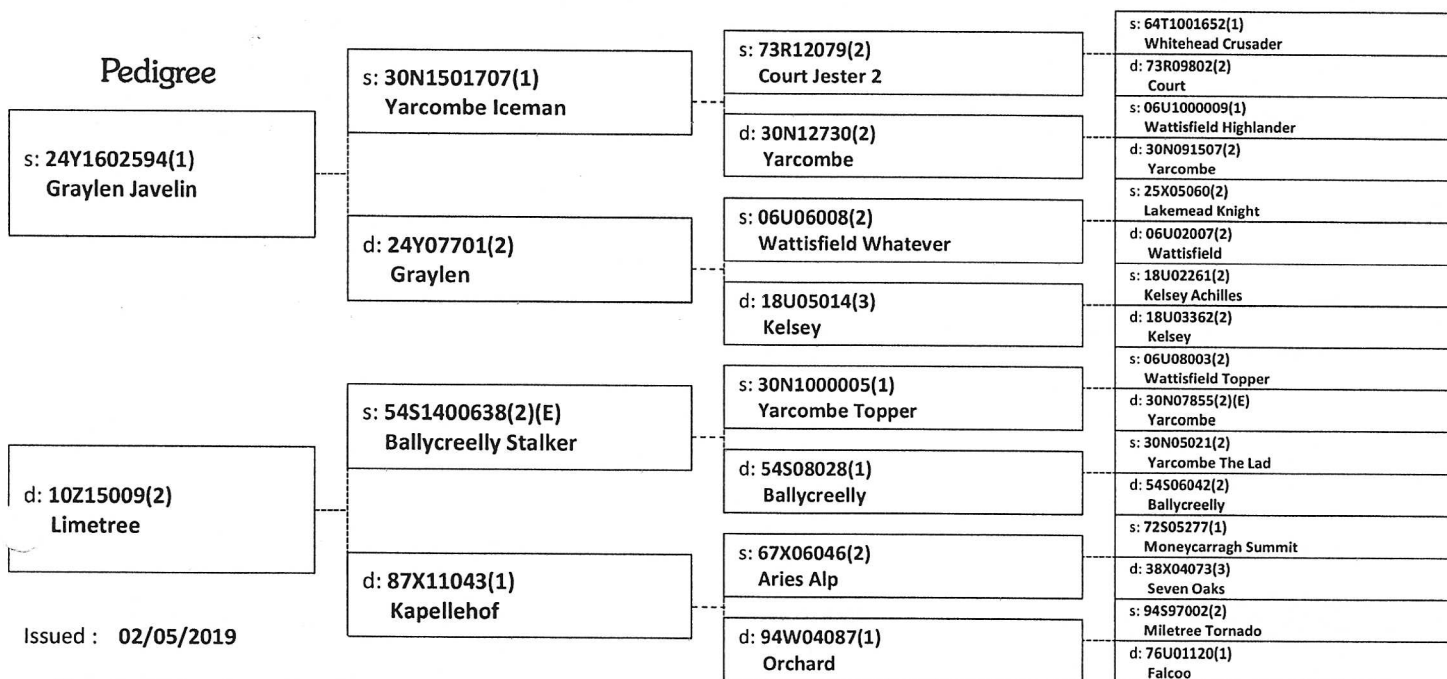 Pedigree
s: 24Y1602594(1)
Graylen Javelin
d: 10Z15009(2)
Limetree
Issued : 02/05/2019
s: 30N1501707(1)
Yarcombe Iceman
d: 24Y07701(2)
Graylen
s: 54S1400638(2)(E)
Ballycreelly Stalker
d: 87X11043(1)
Kapellehof
s: 73R12079(2)
Court Jester 2
d: 30N12730(2)
Yarcombe
s: 06U06008(2)
Wattisfield Whatever
d: 18U05014(3)
Kelsey
s: 30N1000005(1)
Yarcombe Topper
d: 54S08028(1)
Ballycreelly
s: 67X06046(2)
Aries Alp
d: 94W04087(1)
Orchard
s: 64T1001652(1)
Whitehead Crusader
d: 73R09802(2)
Court
s: 06U1000009(1)
Wattisfield Highlander
d: 30N091507(2)
Yarcombe
s: 25X05060(2)
Lakemead Knight
d: 06U02007(2)
Wattisfield
s: 18U02261(2)
Kelsey Achilles
d: 18U03362(2)
Kelsey
s: 06U08003(2)
Wattisfield Topper
d: 30N07855(2)(E)
Yarcombe
s: 30N05021(2)
Yarcombe The Lad
d: 54S06042(2)
Ballycreelly
s: 72S05277(1)
Moneycarragh Summit
d: 38X04073(3)
Seven Oaks
s: 94S97002(2)
Miletree Tornado
d: 76U01120(1)
Falcoo